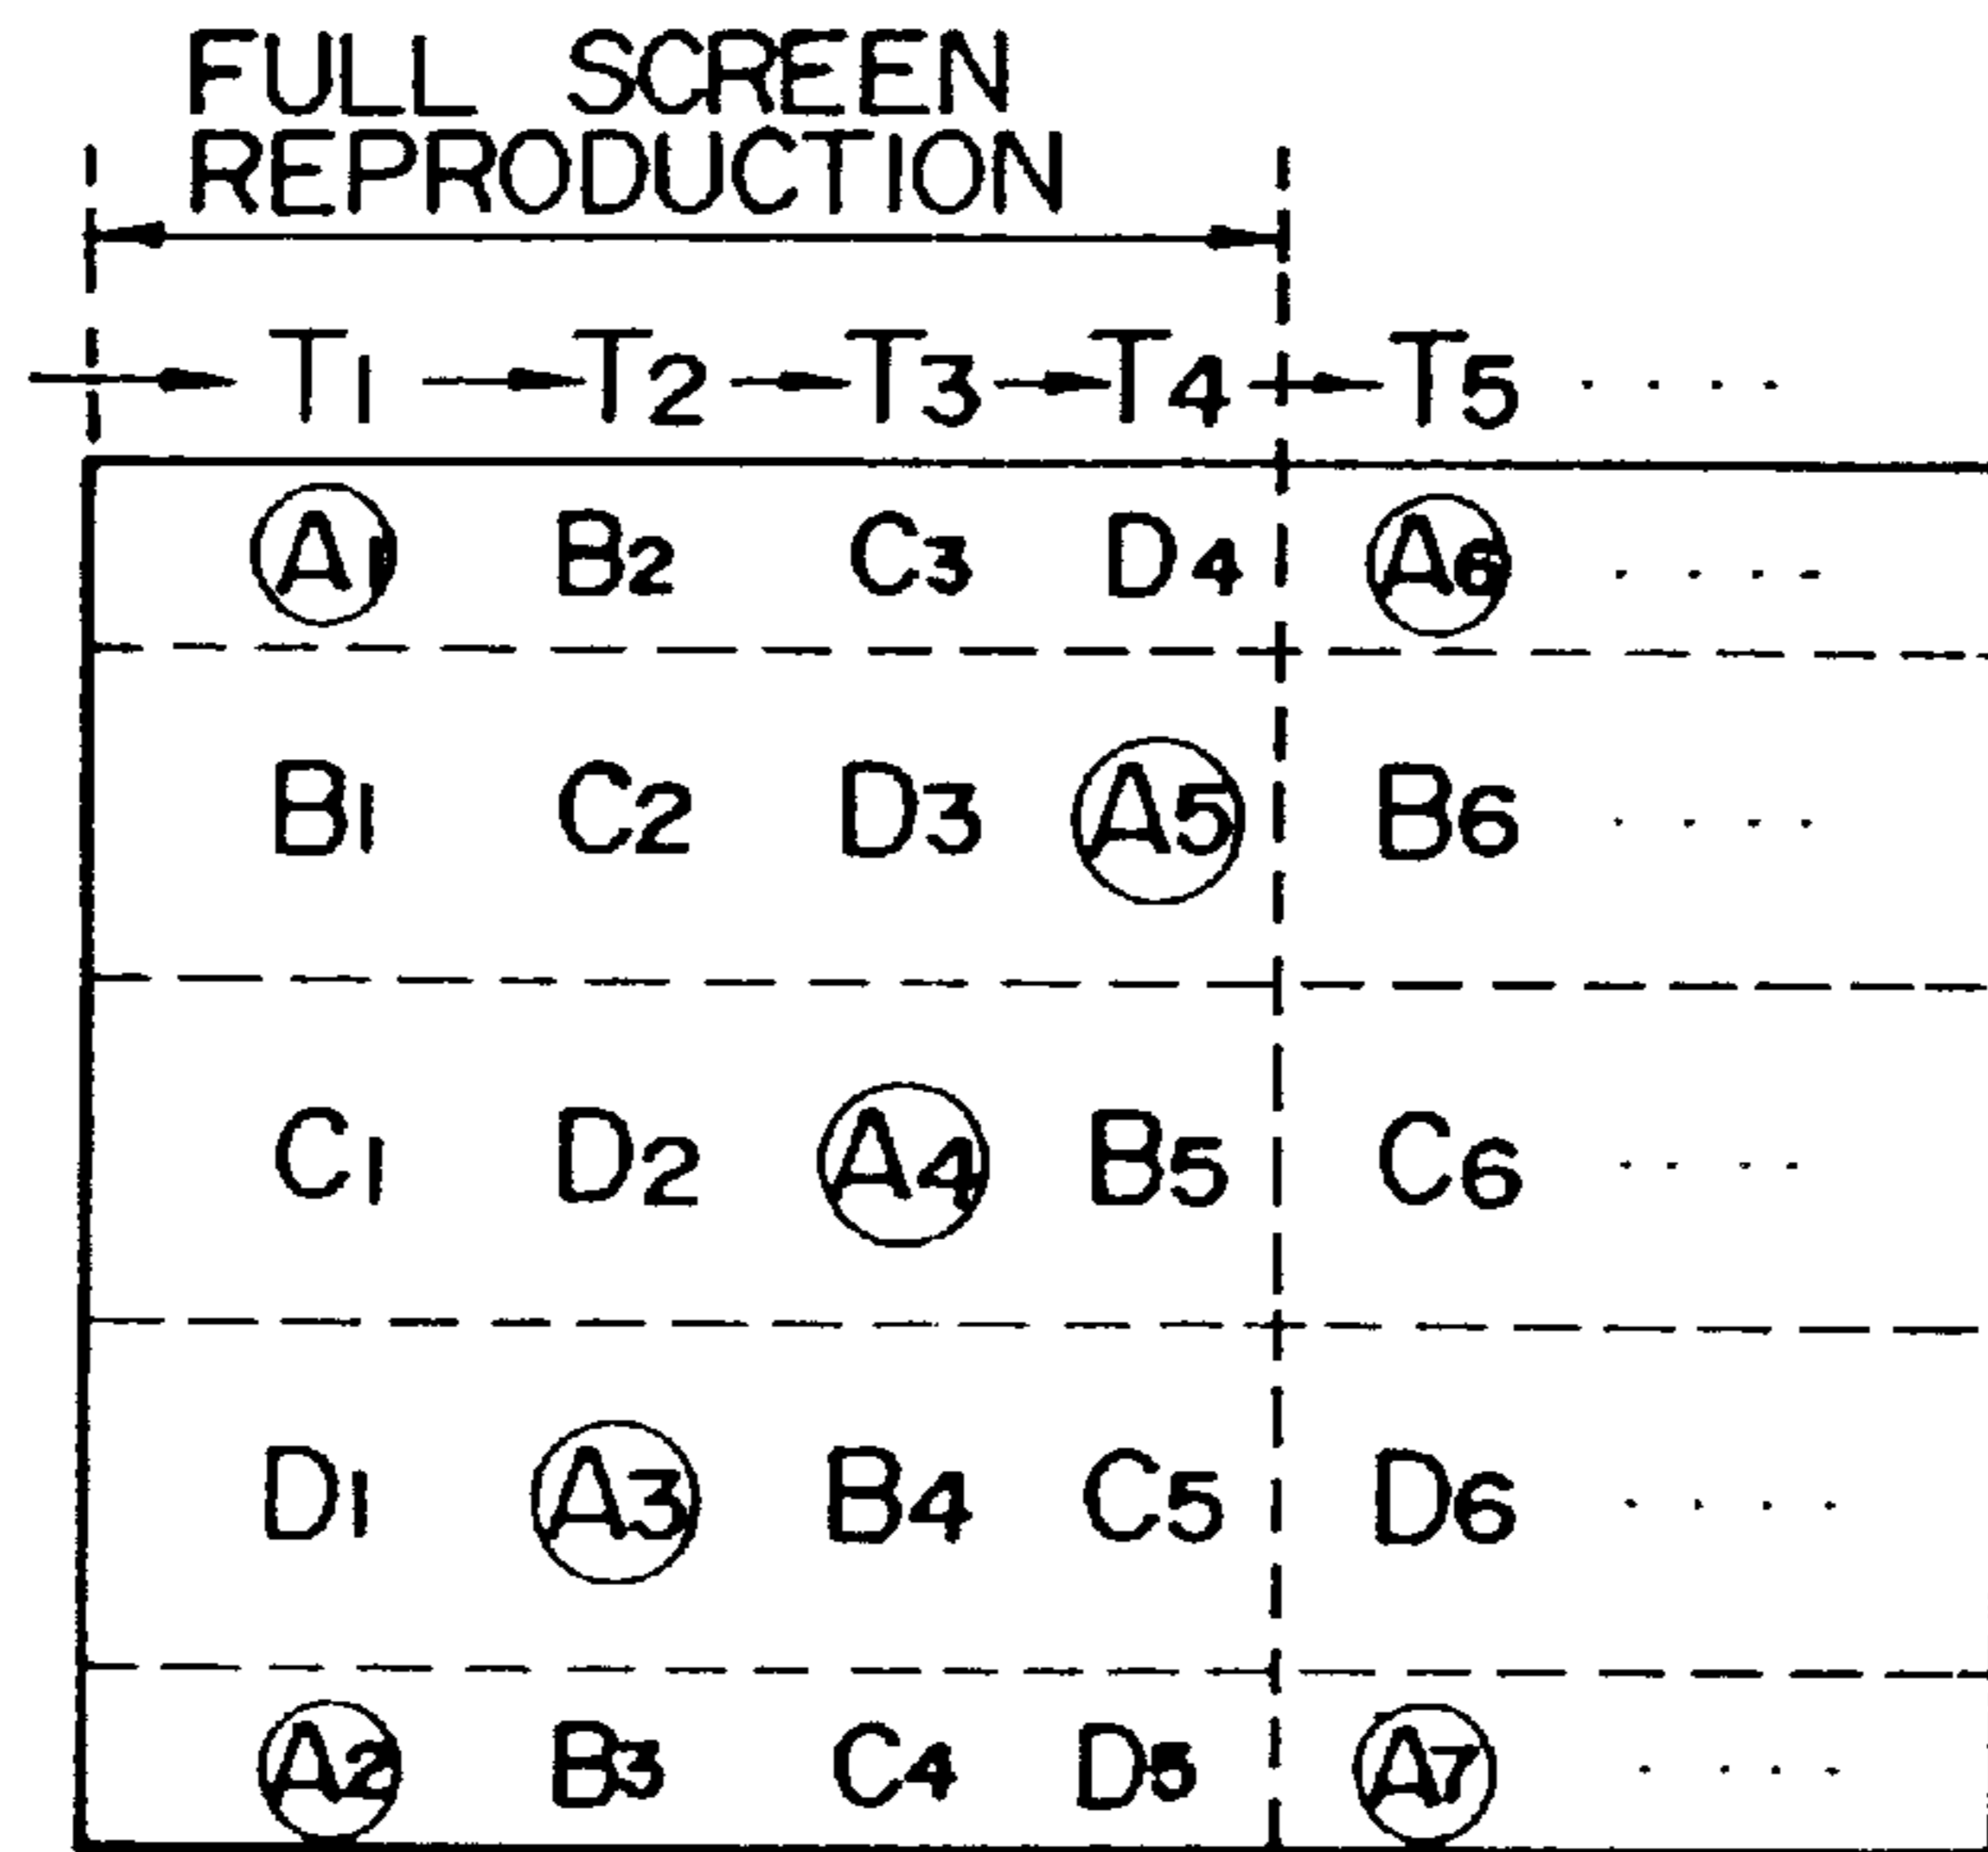 FULL SCREEN
REPRODUCTION
T1 T2 T3 T4 T5 ....
A1 B2 C3 D4 A6 ....
B1 C2 D3 A5 B6 ....
C1 D2 A4 B5 C6 ....
D1 A3 B4 C5 D6 ....
A2 B3 C4 D5 A7 ....